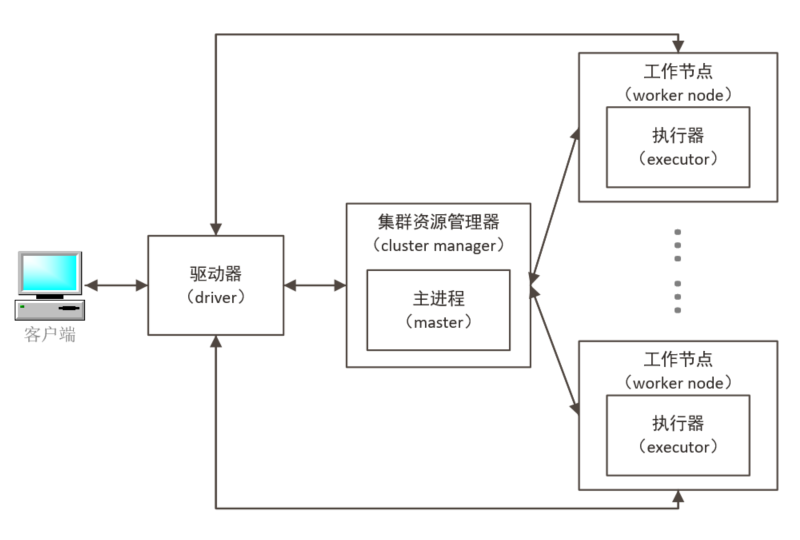 工作节点
（worker node）
执行器
（executor）
集群资源管理器
（cluster manager）
主进程
（master）
驱动器
（driver）
客户端
工作节点
（worker node）
执行器
（executor）